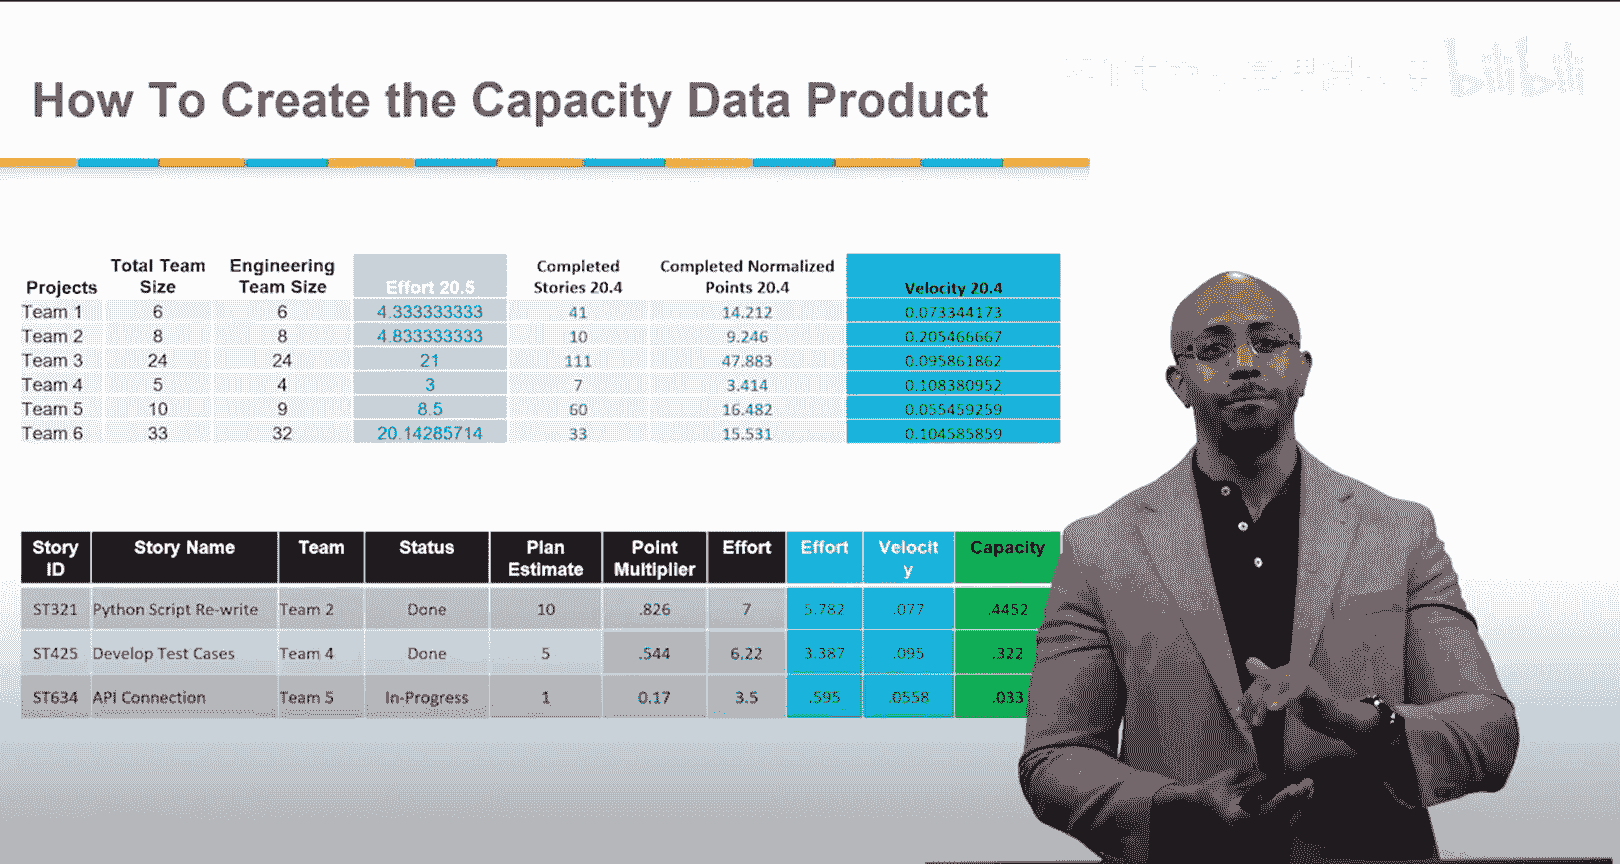 How To Create the Capacity Data Product
bilibili
Projects Total Team Size Engineering Team Size Effort 20.5 Completed Stories 20.4 Completed Normalized Points 20.4 Velocity 20.4
Team 1 6 6 4.333333333 41 14.212 0.073344173
Team 2 8 8 4.833333333 10 9.246 0.205466667
Team 3 24 24 21 111 47.883 0.095861862
Team 4 5 4 3 7 3.414 0.108380952
Team 5 10 9 8.5 60 16.482 0.055459259
Team 6 33 32 20.14285714 33 15.531 0.104585859
Story ID Story Name Team Status Plan Estimate Point Multiplier Effort Effort Velocit y Capacity
ST321 Python Script Re-write Team 2 Done 10 .826 7 5.782 .077 .4452
ST425 Develop Test Cases Team 4 Done 5 .544 6.22 3.387 .095 .322
ST634 API Connection Team 5 In-Progress 1 0.17 3.5 .595 .0558 .033